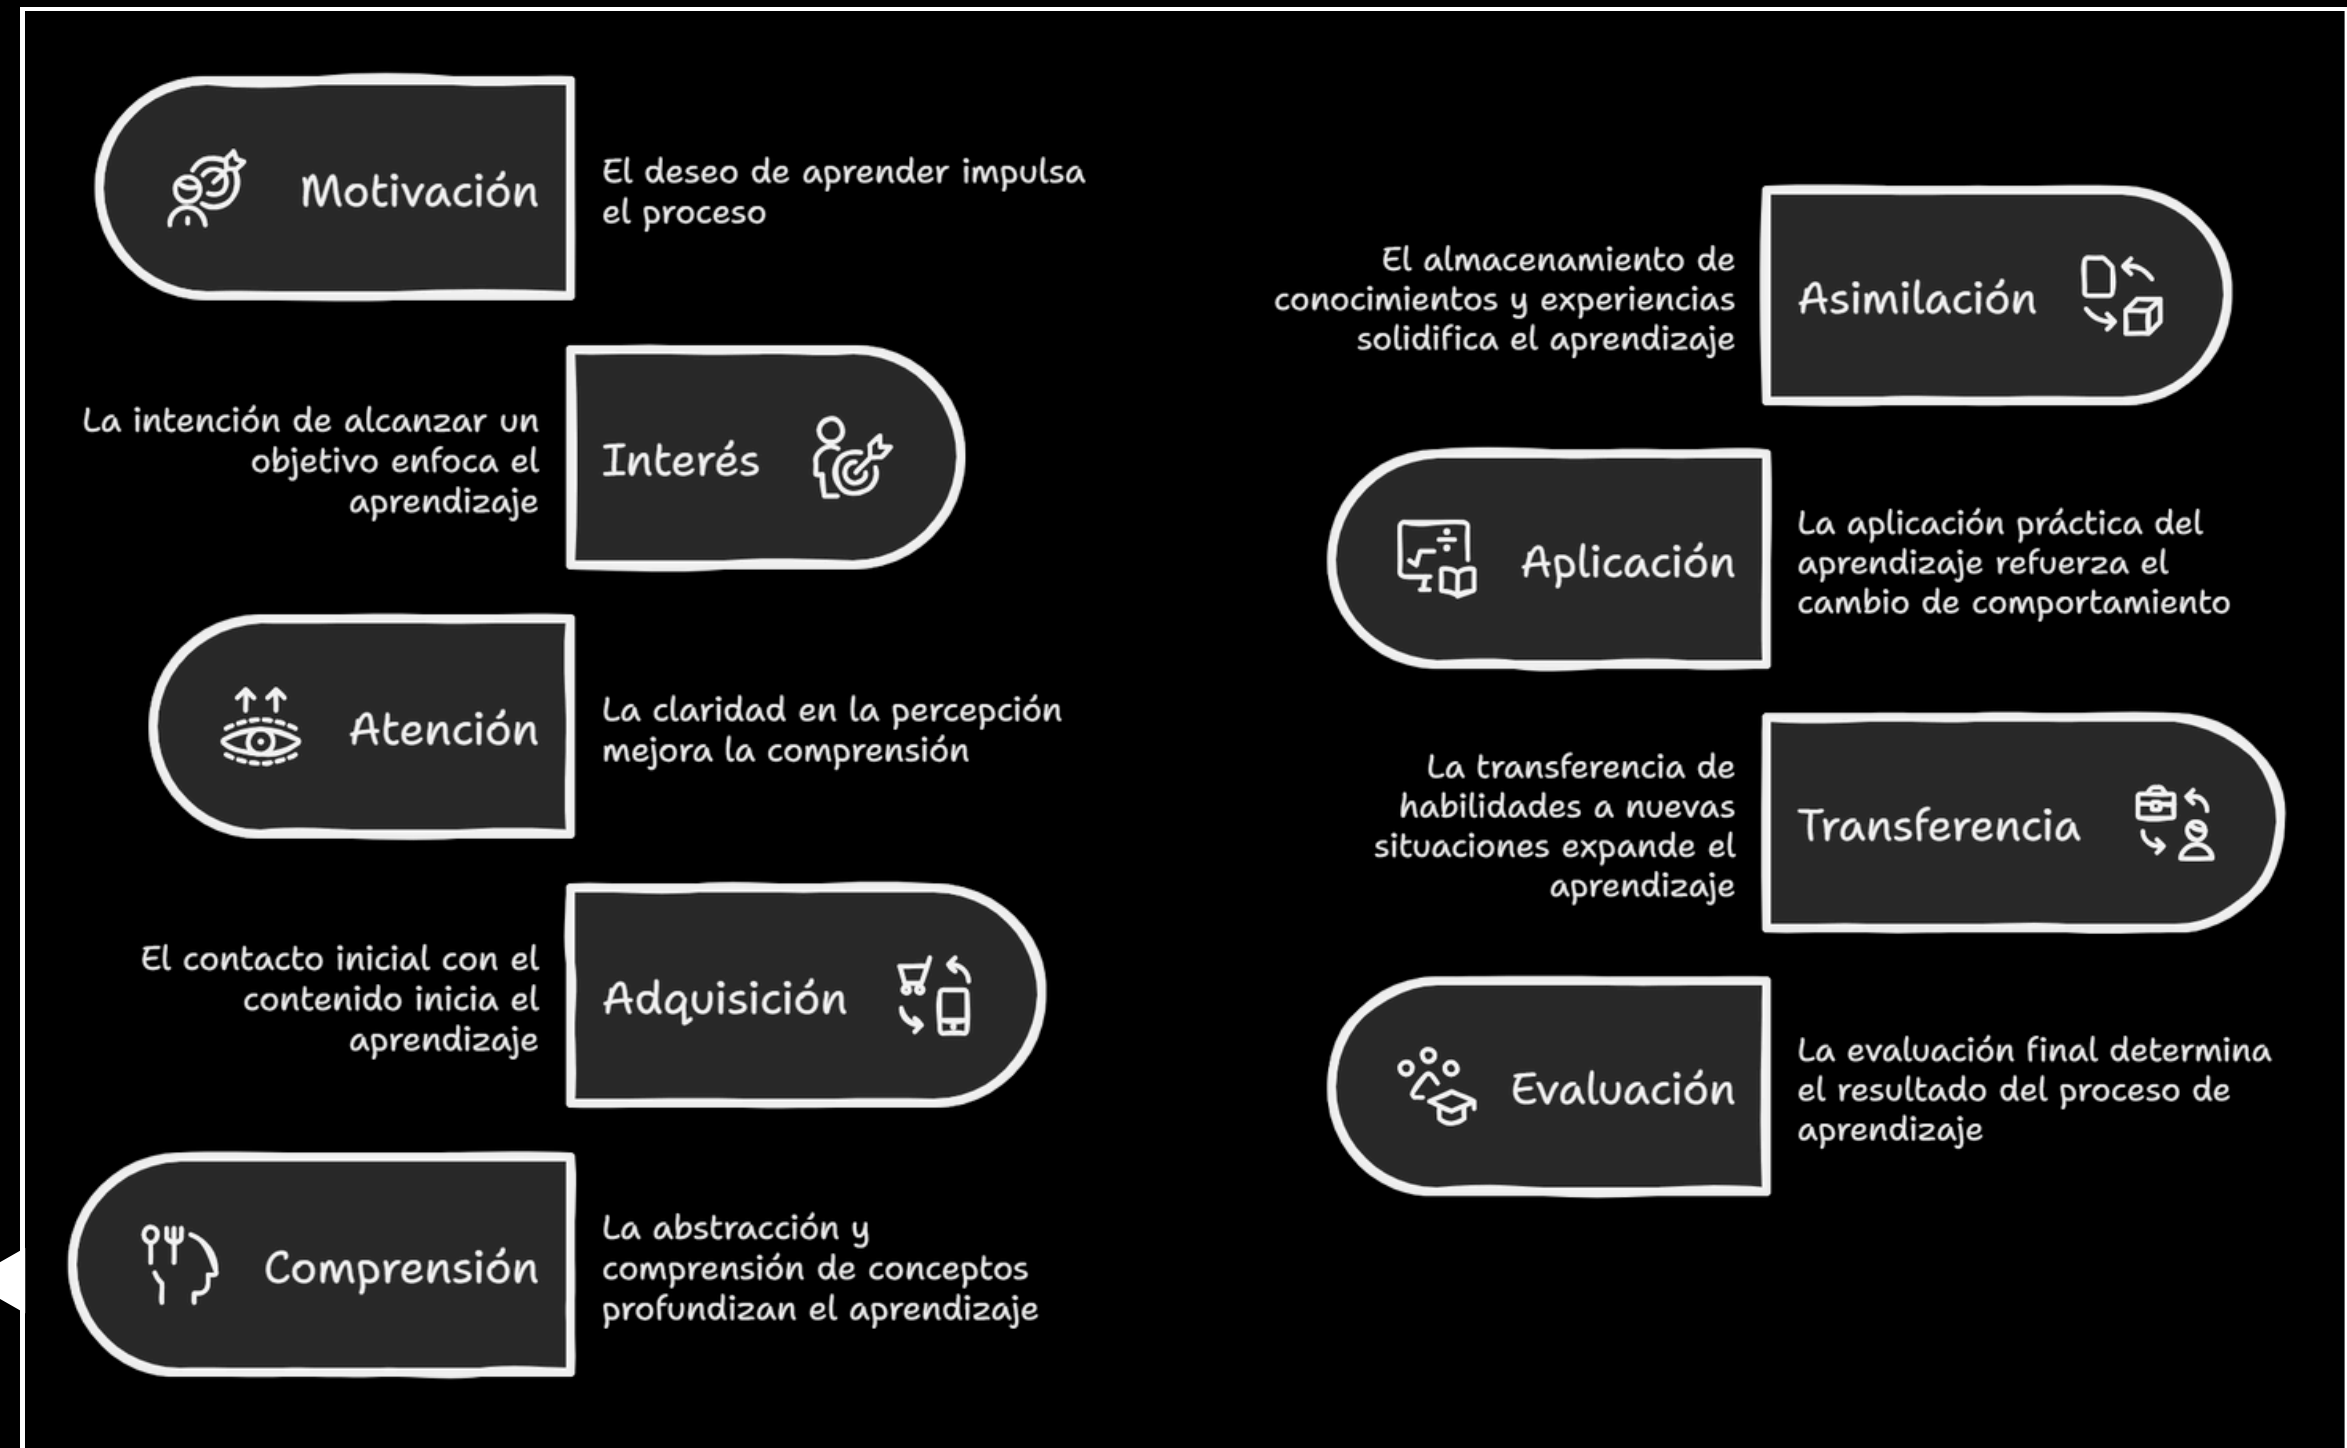 Motivación
El deseo de aprender impulsa
el proceso
La intención de alcanzar un
objetivo enfoca el
aprendizaje
Interés
Atención
La claridad en la percepción
mejora la comprensión
El contacto inicial con el
contenido inicia el
aprendizaje
Adquisición
Comprensión
La abstracción y
comprensión de conceptos
profundizan el aprendizaje
El almacenamiento de
conocimientos y experiencias
solidifica el aprendizaje
Asimilación
Aplicación
La aplicación práctica del
aprendizaje refuerza el
cambio de comportamiento
La transferencia de
habilidades a nuevas
situaciones expande el
aprendizaje
Transferencia
Evaluación
La evaluación final determina
el resultado del proceso de
aprendizaje